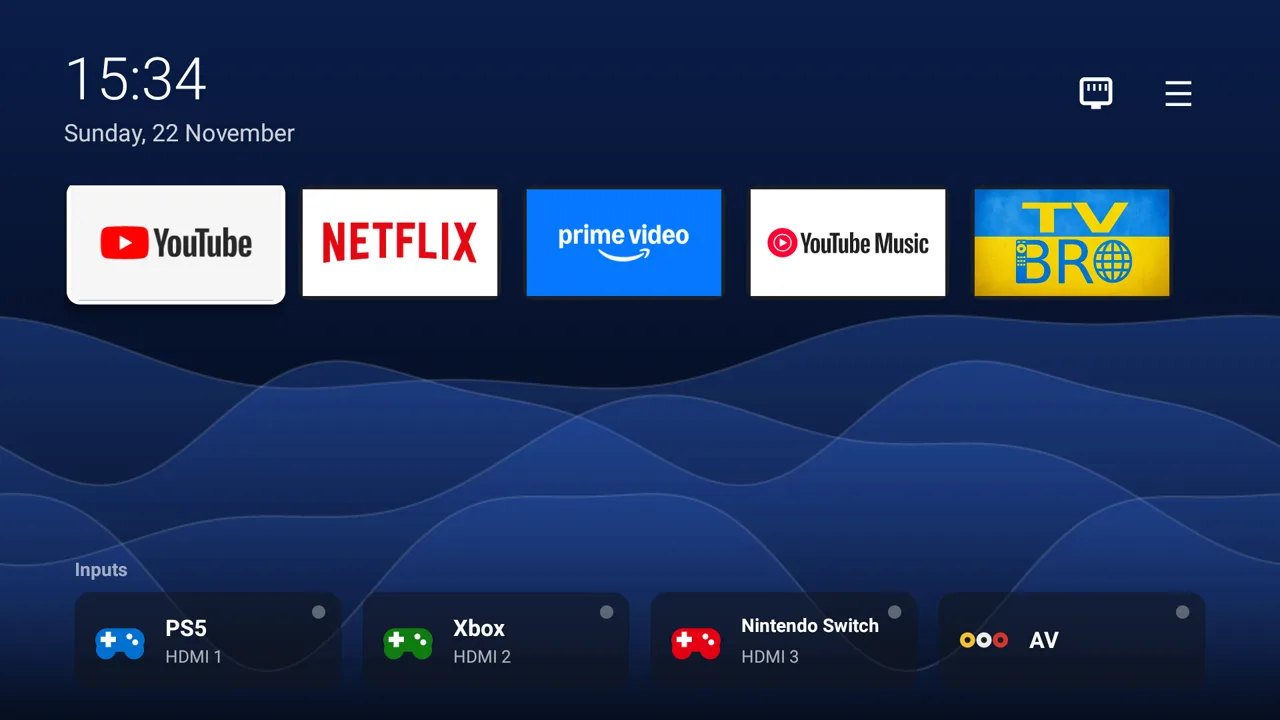 15:34
Sunday, 22 November
YouTube
NETFLIX
prime video
YouTube Music
TV
BRO
Inputs
PS5
HDMI 1
Xbox
HDMI 2
Nintendo Switch
HDMI 3
AV